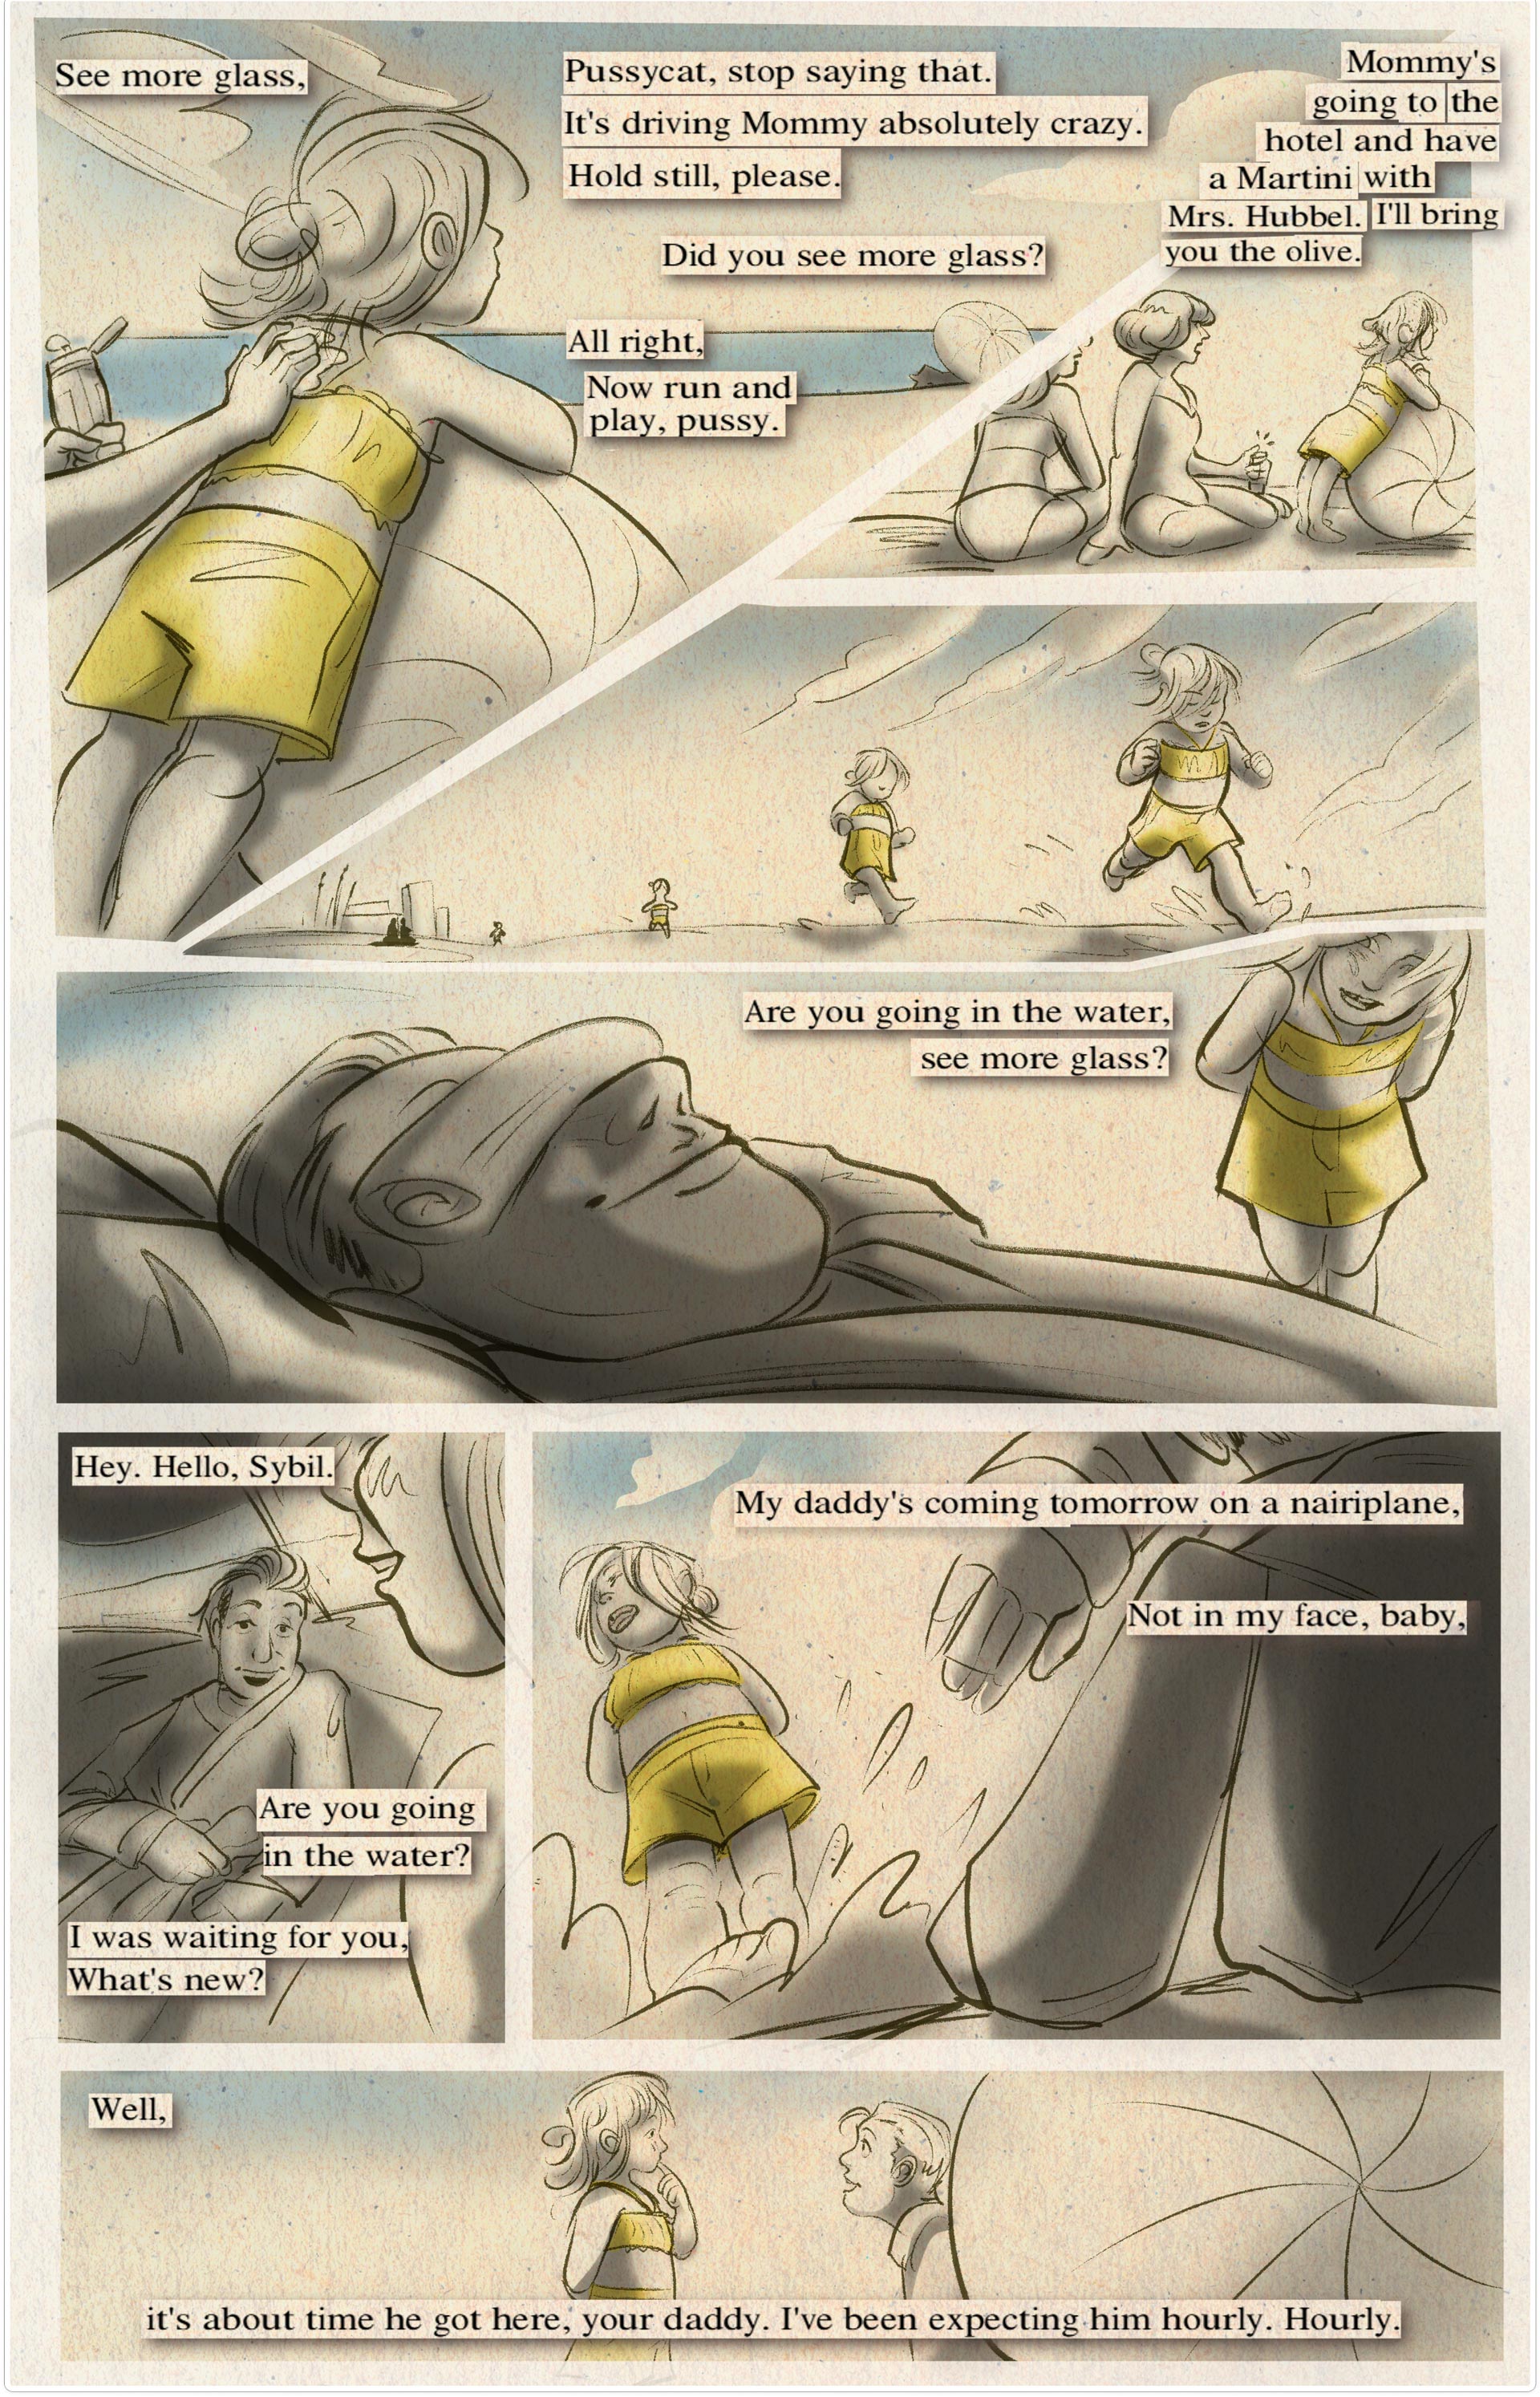 See more glass,
Pussycat, stop saying that.
It's driving Mommy absolutely crazy.
Hold still, please.
Did you see more glass?
All right,
Now run and
play, pussy.
Mommy's
going to the
hotel and have
a Martini with
Mrs. Hubbel. I'll bring
you the olive.
Are you going in the water,
see more glass?
Hey. Hello, Sybil.
Are you going
in the water?
I was waiting for you,
What's new?
My daddy's coming tomorrow on a nairiplane,
Not in my face, baby,
Well,
it's about time he got here, your daddy. I've been expecting him hourly. Hourly.